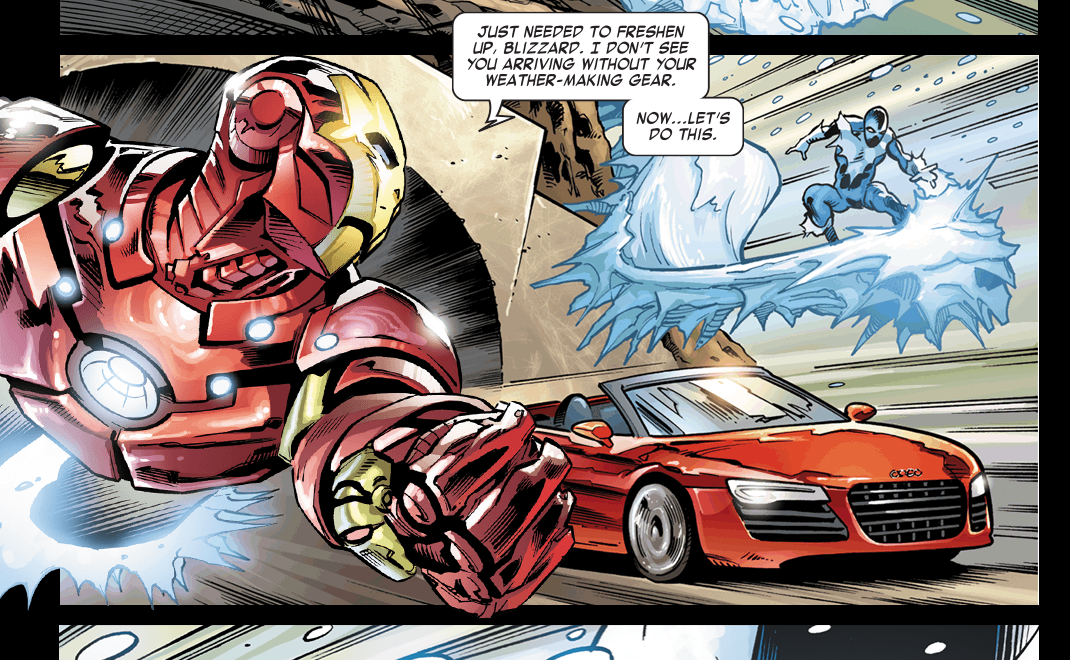 JUST NEEDED TO FRESHEN
UP, BLIZZARD. I DON'T SEE
YOU ARRIVING WITHOUT YOUR
WEATHER-MAKING GEAR.
NOW...LET'S
DO THIS.